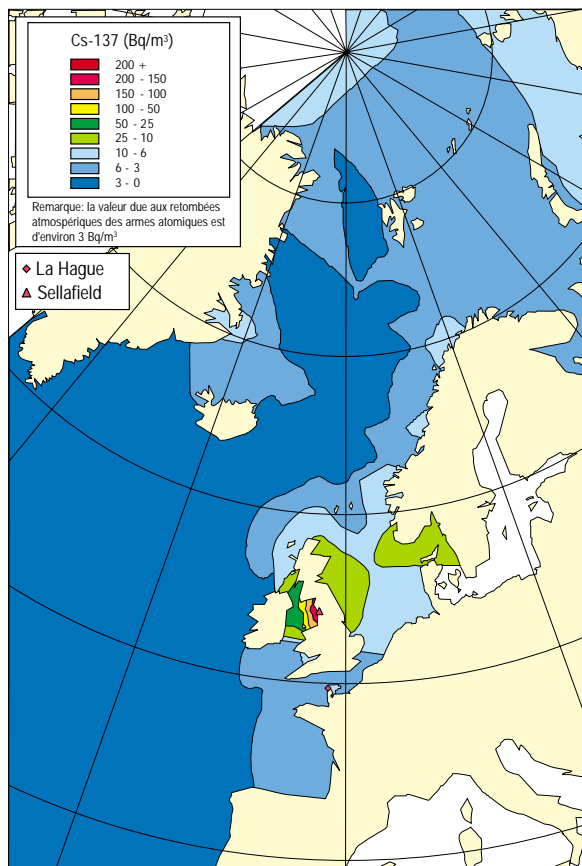 Cs-137 (Bq/m³)
200 +
200 - 150
150 - 100
100 - 50
50 - 25
25 - 10
10 - 6
6 - 3
3 - 0
Remarque: la valeur due aux retombées
atmospériques des armes atomiques est
d'environ 3 Bq/m³
La Hague
Sellafield